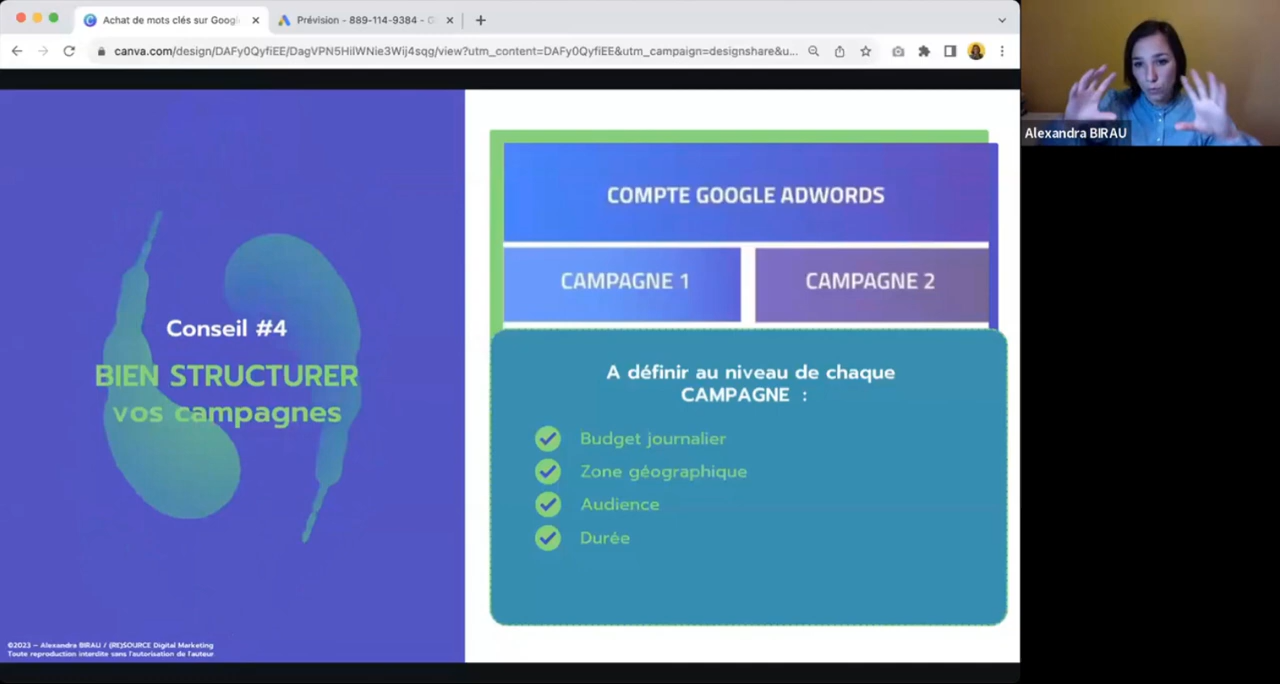 Achat de mots clés sur Googl
Prévision - 889-114-9384 - G
canva.com/design/DAFy0QyfiEE/DagVPN5HilWNie3Wij4sqg/view?utm_content=DAFy0QyfiEE&utm_campaign=designshare&u...
Alexandra BIRAU
Conseil #4
BIEN STRUCTURER
vos campagnes
©2023 – Alexandra BIRAU / (RE)SOURCE Digital Marketing
Toute reproduction interdite sans l'autorisation de l'auteur
COMPTE GOOGLE ADWORDS
CAMPAGNE 1
CAMPAGNE 2
A définir au niveau de chaque
CAMPAGNE :
Budget journalier
Zone géographique
Audience
Durée